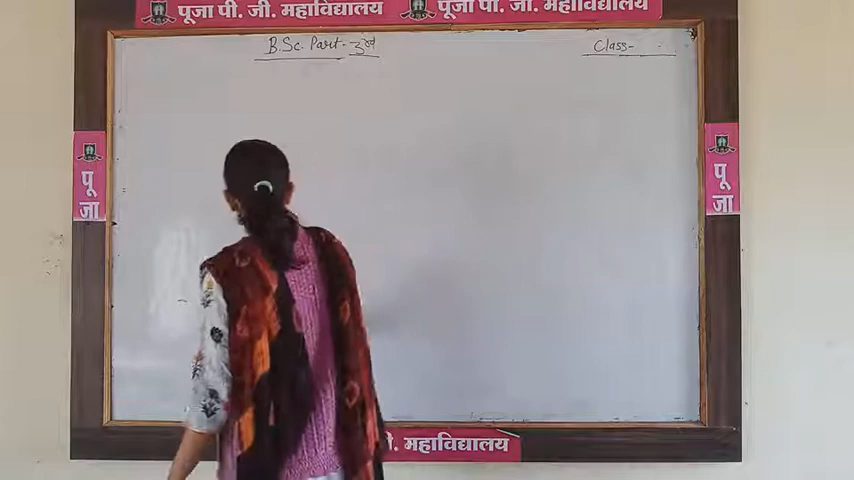 पूजा पी.जी. महाविद्यालय पूजा पी.जी. महाविद्यालय
B.Sc. Part- Class-
पू
जा
पू
जा
महाविद्यालय